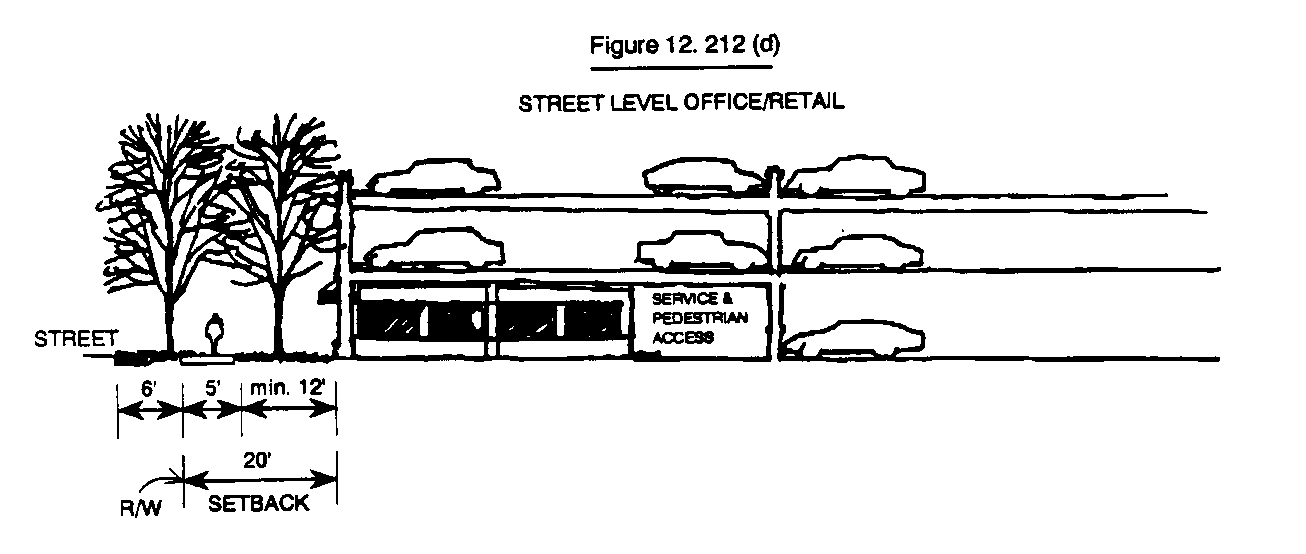 Figure 12. 212 (d)
STREET LEVEL OFFICE/RETAIL
SERVICE &
PEDESTRIAN
ACCESS
STREET
6' 5' min. 12'
20'
R/W SETBACK